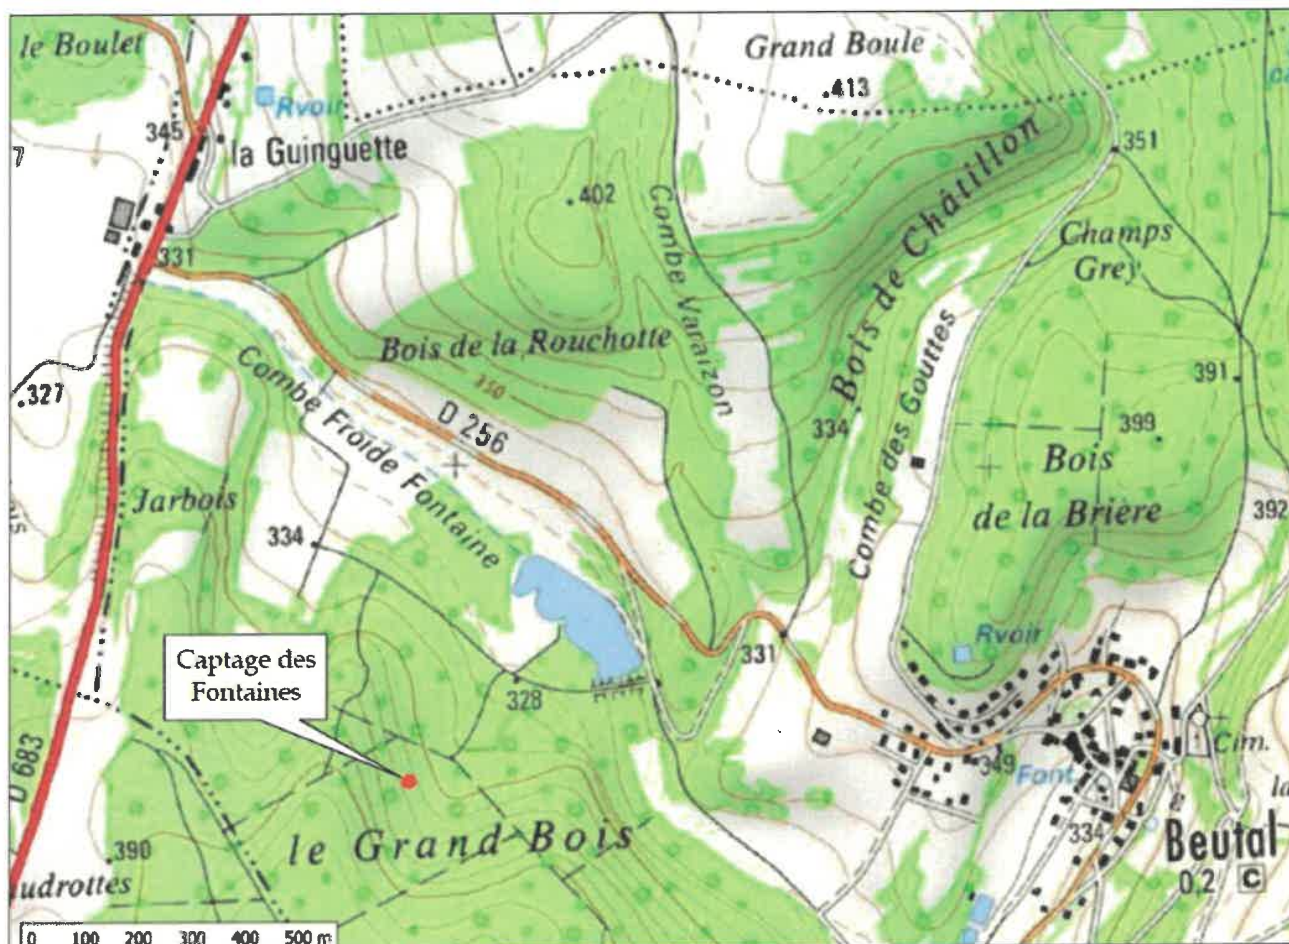 le Boulet
Grand Boule
413
Rvoir
345
la Guinguette
351
402
Combe Varaizon
Bois de Châtillon
Champs
Grey
331
Bois de la Rouchotte
327
350
D 256
Combe Froide Fontaine
334
Combe des Gouttes
391
399
Bois
de la Brière
392
Jarbois
334
Captage des
Fontaines
328
331
Rvoir
349
Font.
Cim.
la
D 683
le Grand Bois
334
Beutal
0.2 C
390
udrottes
0 100 200 300 400 500 m